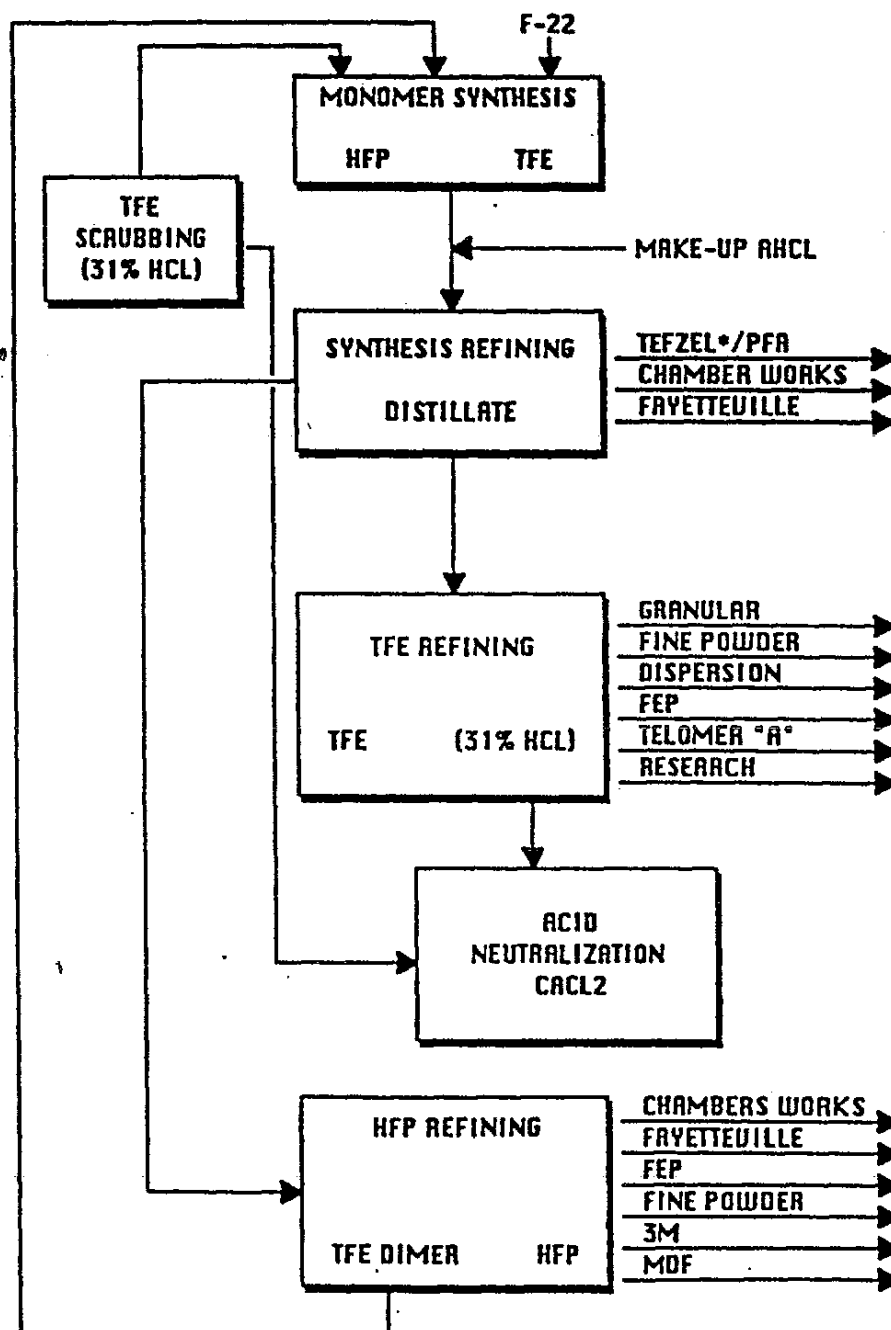 F-22
MONOMER SYNTHESIS
HFP TFE
TFE
SCRUBBING
(31% HCL)
MAKE-UP AHCL
SYNTHESIS REFINING
DISTILLATE
TEFZEL*/PFA
CHAMBER WORKS
FAYETTEVILLE
TFE REFINING
TFE (31% HCL)
GRANULAR
FINE POWDER
DISPERSION
FEP
TELOMER "A"
RESEARCH
ACID
NEUTRALIZATION
CACL2
HFP REFINING
TFE DIMER HFP
CHAMBERS WORKS
FAYETTEVILLE
FEP
FINE POWDER
3M
MDF